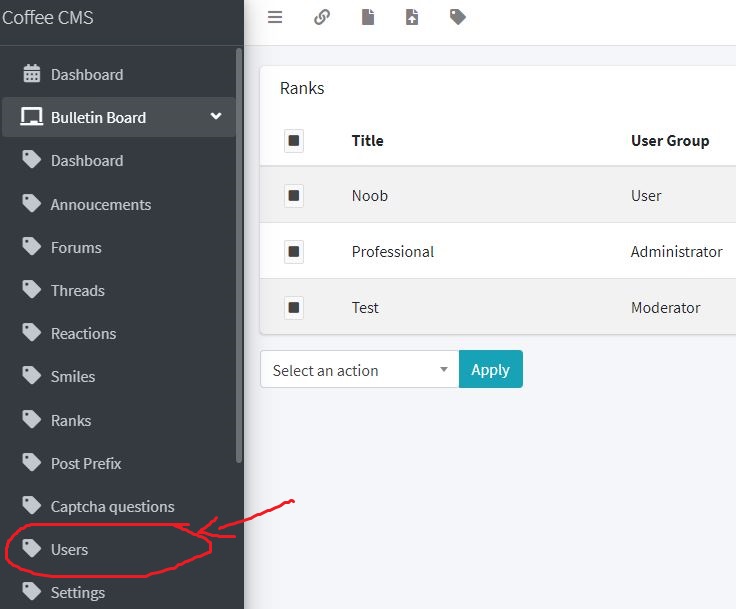 Coffee CMS
Dashboard
Bulletin Board
Dashboard
Annoucements
Forums
Threads
Reactions
Smiles
Ranks
Post Prefix
Captcha questions
Users
Settings
Ranks
Title User Group
Noob User
Professional Administrator
Test Moderator
Select an action Apply